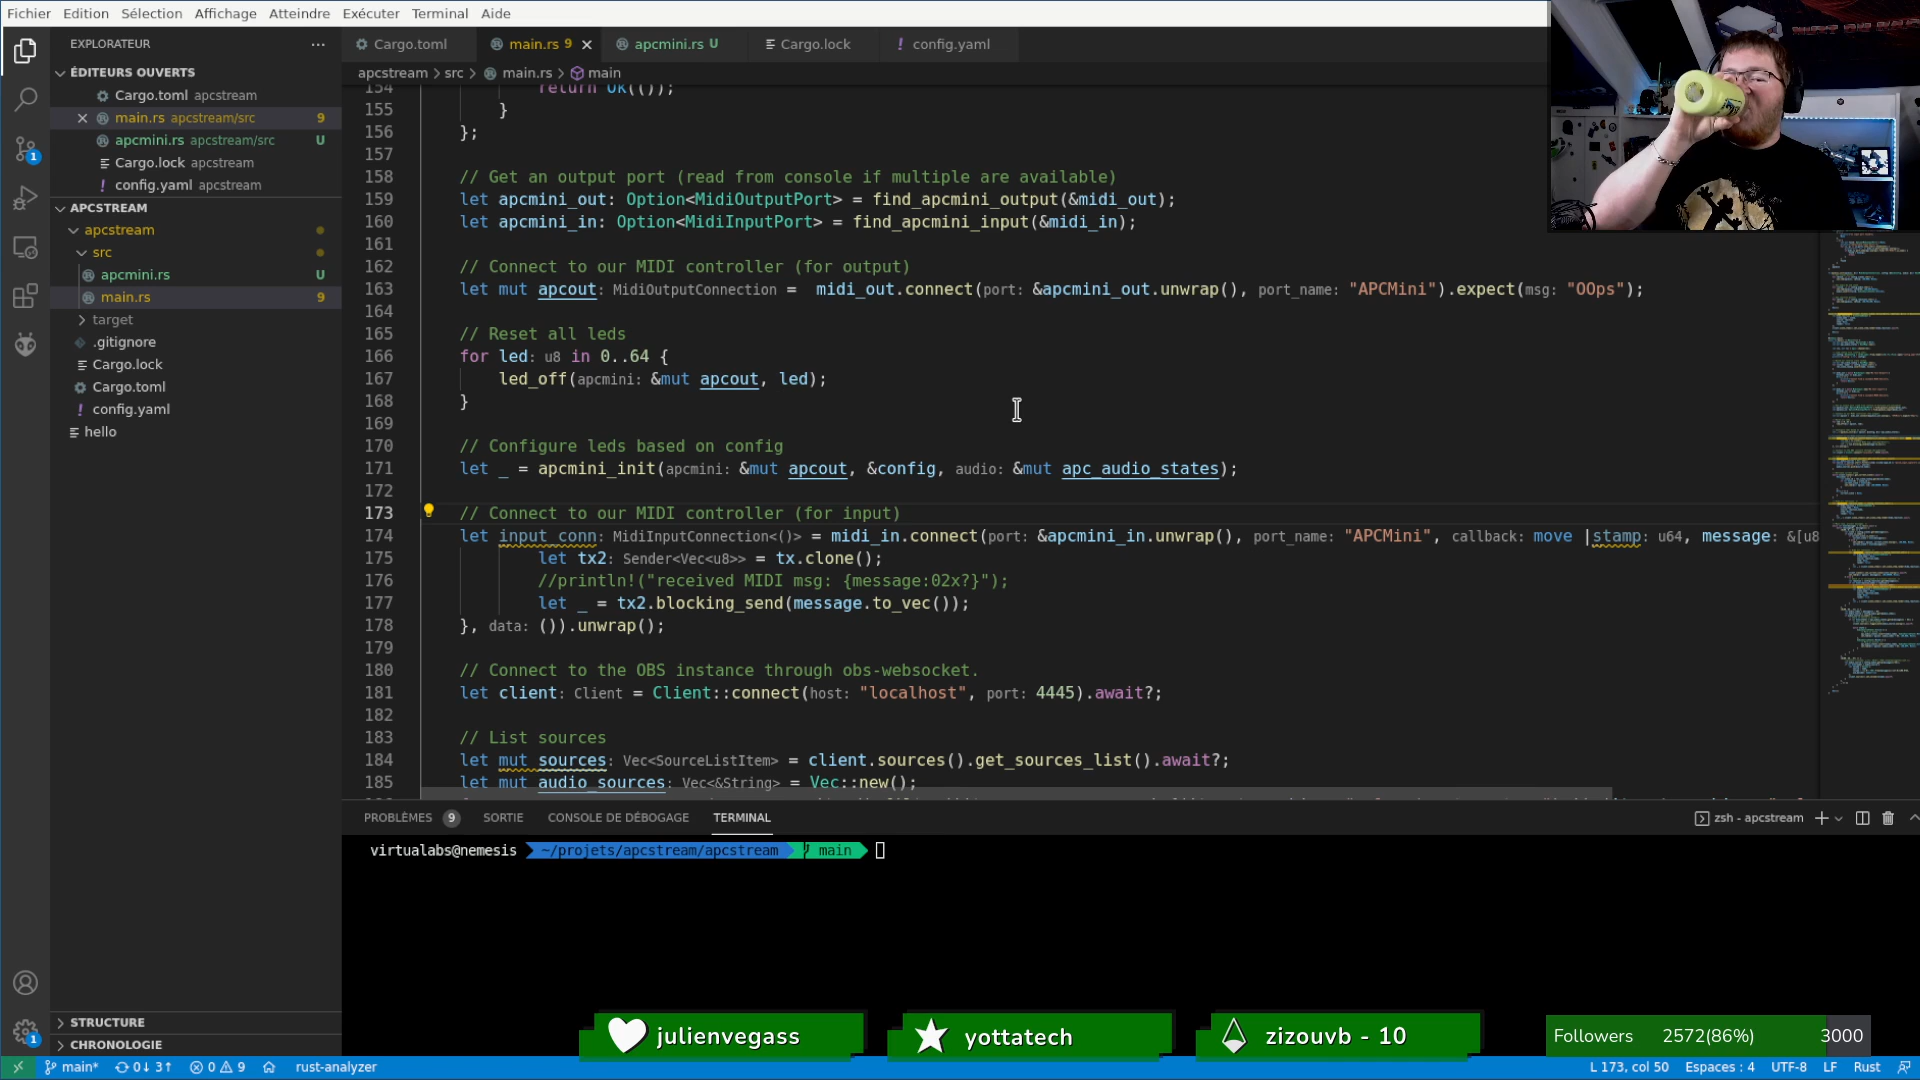 Fichier Edition Sélection Affichage Atteindre Exécuter Terminal Aide
EXPLORATEUR
ÉDITEURS OUVERTS
Cargo.toml apcstream
main.rs apcstream/src 9
apcmini.rs apcstream/src U
Cargo.lock apcstream
config.yaml apcstream
APCSTREAM
apcstream
src
apcmini.rs U
main.rs 9
target
.gitignore
Cargo.lock
Cargo.toml
config.yaml
hello
STRUCTURE
CHRONOLOGIE
Cargo.toml main.rs 9 apcmini.rs U Cargo.lock config.yaml
apcstream > src > main.rs > main
154 return Ok(());
155 }
156 };
157
158 // Get an output port (read from console if multiple are available)
159 let apcmini_out: Option<MidiOutputPort> = find_apcmini_output(&midi_out);
160 let apcmini_in: Option<MidiInputPort> = find_apcmini_input(&midi_in);
161
162 // Connect to our MIDI controller (for output)
163 let mut apcout: MidiOutputConnection = midi_out.connect(port: &apcmini_out.unwrap(), port_name: "APCMini").expect(msg: "OOps");
164
165 // Reset all leds
166 for led: u8 in 0..64 {
167 led_off(apcmini: &mut apcout, led);
168 }
169
170 // Configure leds based on config
171 let _ = apcmini_init(apcmini: &mut apcout, &config, audio: &mut apc_audio_states);
172
173 // Connect to our MIDI controller (for input)
174 let input_conn: MidiInputConnection<()> = midi_in.connect(port: &apcmini_in.unwrap(), port_name: "APCMini", callback: move |stamp: u64, message: &[u8
175 let tx2: Sender<Vec<u8>> = tx.clone();
176 //println!("received MIDI msg: {message:02x?}");
177 let _ = tx2.blocking_send(message.to_vec());
178 }, data: ()).unwrap();
179
180 // Connect to the OBS instance through obs-websocket.
181 let client: Client = Client::connect(host: "localhost", port: 4445).await?;
182
183 // List sources
184 let mut sources: Vec<SourceListItem> = client.sources().get_sources_list().await?;
185 let mut audio_sources: Vec<&String> = Vec::new();
PROBLÈMES 9 SORTIE CONSOLE DE DÉBOGAGE TERMINAL zsh - apcstream
virtualabs@nemesis ~/projets/apcstream/apcstream main
julienvegass yottatech zizouvb - 10 Followers 2572(86%) 3000
main* 0↓ 3↑ 0 9 rust-analyzer L 173, col 50 Espaces : 4 UTF-8 LF Rust